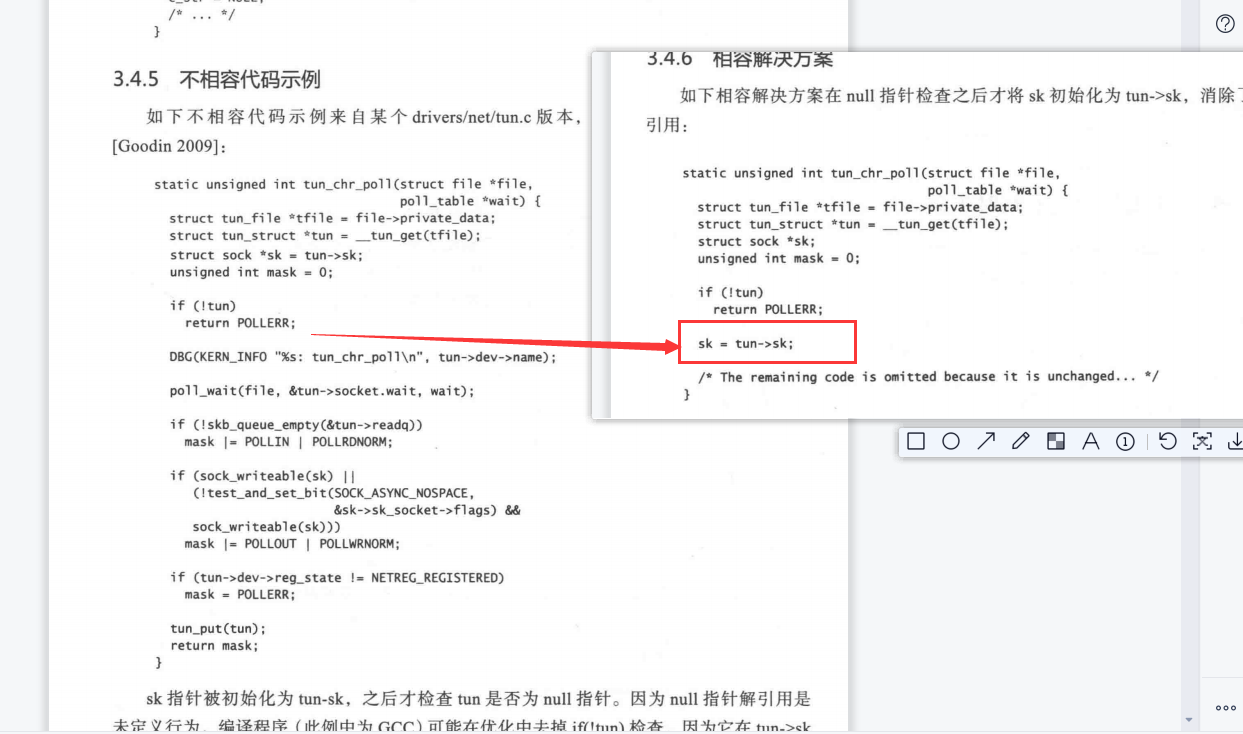 /* ... */
}
3.4.5 不相容代码示例
如下不相容代码示例来自某个 drivers/net/tun.c 版本，
[Goodin 2009]：
static unsigned int tun_chr_poll(struct file *file,
poll_table *wait) {
struct tun_file *tfile = file->private_data;
struct tun_struct *tun = __tun_get(tfile);
struct sock *sk = tun->sk;
unsigned int mask = 0;
if (!tun)
return POLLERR;
DBG(KERN_INFO "%s: tun_chr_poll\n", tun->dev->name);
poll_wait(file, &tun->socket.wait, wait);
if (!skb_queue_empty(&tun->readq))
mask |= POLLIN | POLLRDNORM;
if (sock_writeable(sk) ||
(!test_and_set_bit(SOCK_ASYNC_NOSPACE,
&sk->sk_socket->flags) &&
sock_writeable(sk)))
mask |= POLLOUT | POLLWRNORM;
if (tun->dev->reg_state != NETREG_REGISTERED)
mask = POLLERR;
tun_put(tun);
return mask;
}
sk 指针被初始化为 tun-sk，之后才检查 tun 是否为 null 指针。因为 null 指针解引用是
未定义行为，编译程序（此例中为 GCC）可能在优化中去掉 if(!tun) 检查，因为它在 tun->sk
3.4.6 相容解决方案
如下相容解决方案在 null 指针检查之后才将 sk 初始化为 tun->sk，消除
引用：
static unsigned int tun_chr_poll(struct file *file,
poll_table *wait) {
struct tun_file *tfile = file->private_data;
struct tun_struct *tun = __tun_get(tfile);
struct sock *sk;
unsigned int mask = 0;
if (!tun)
return POLLERR;
sk = tun->sk;
/* The remaining code is omitted because it is unchanged... */
}